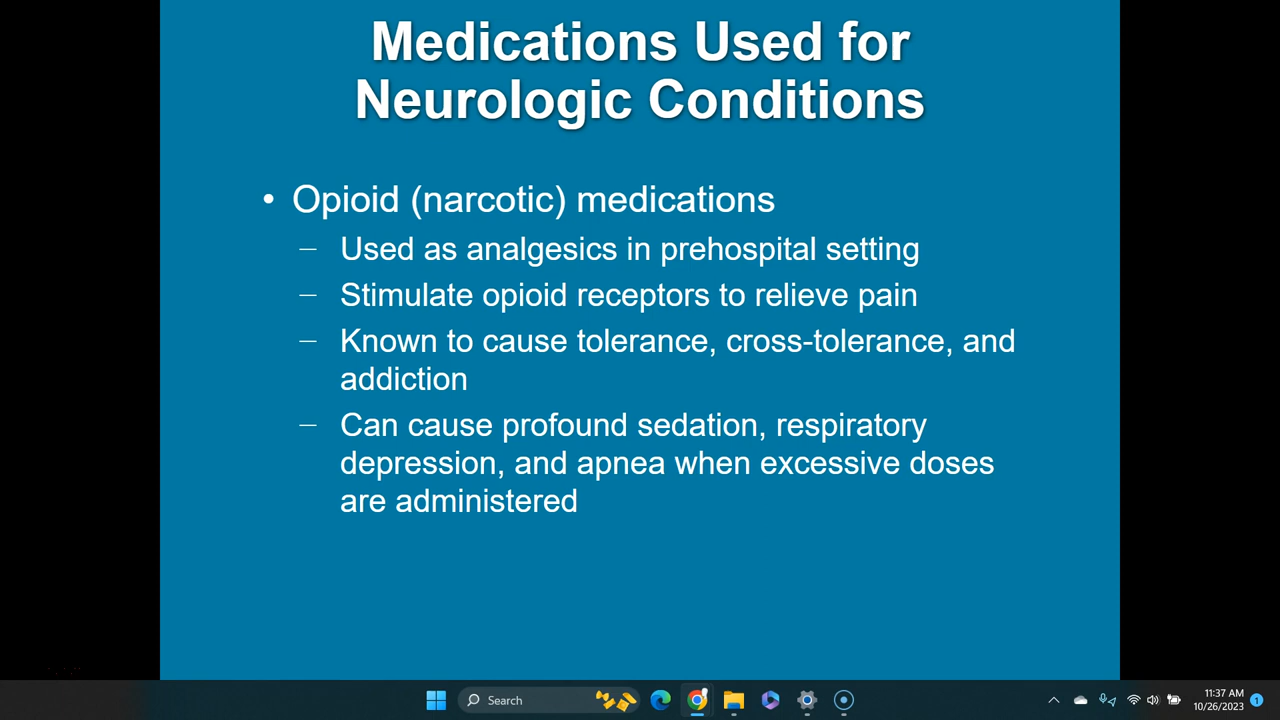 Medications Used for
Neurologic Conditions
• Opioid (narcotic) medications
– Used as analgesics in prehospital setting
– Stimulate opioid receptors to relieve pain
– Known to cause tolerance, cross-tolerance, and
addiction
– Can cause profound sedation, respiratory
depression, and apnea when excessive doses
are administered
Search
11:37 AM
10/26/2023
1